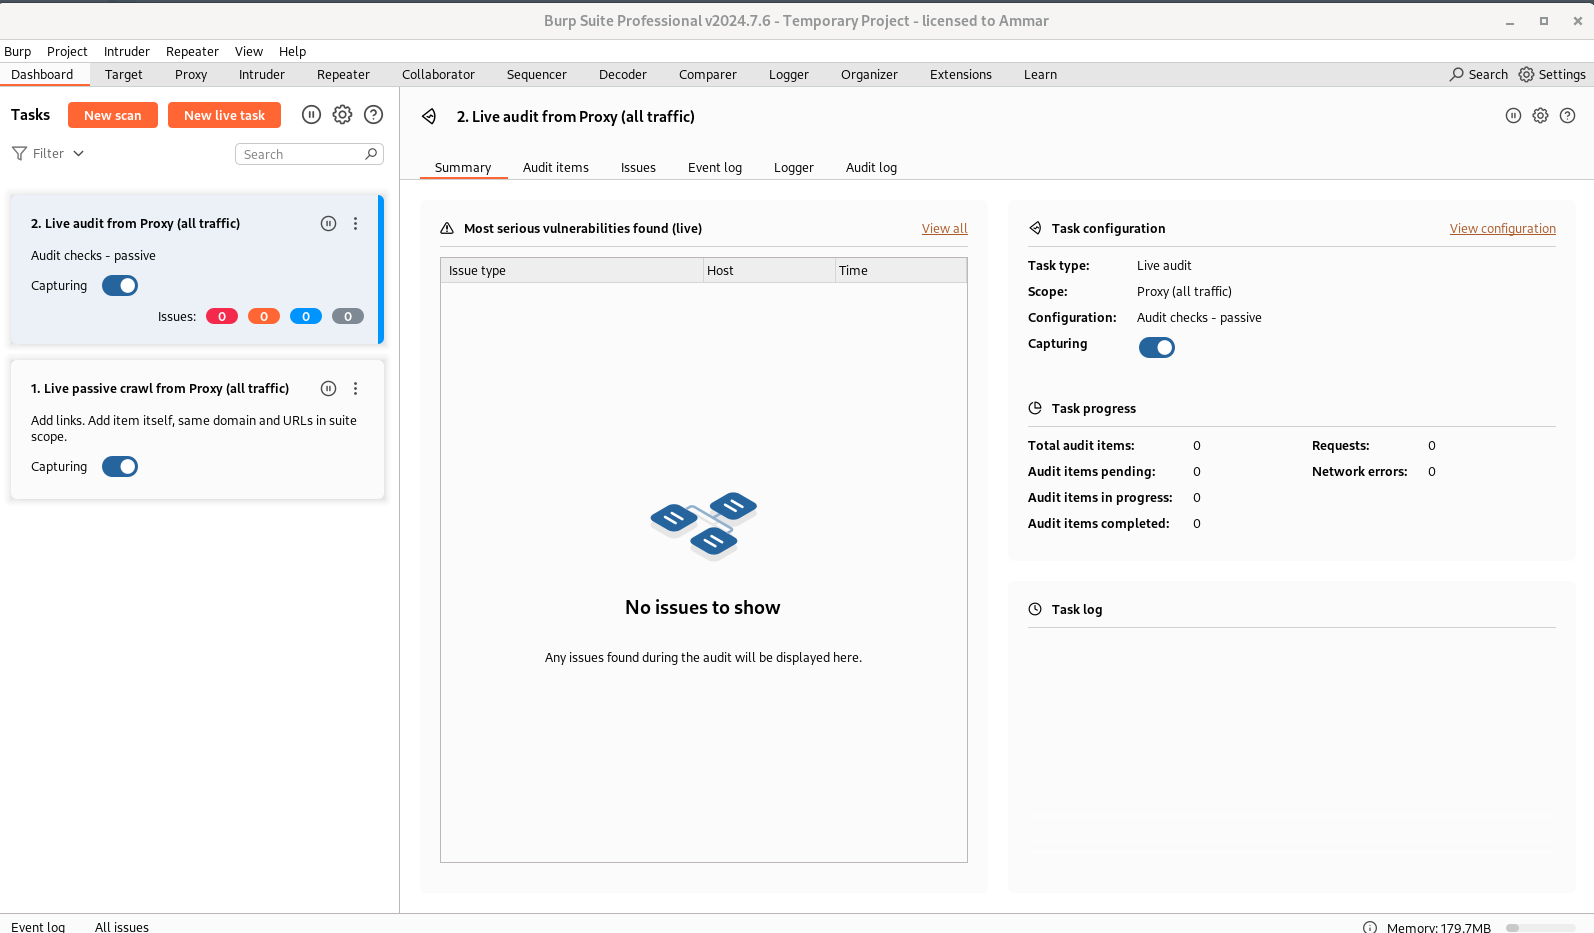 Burp Suite Professional v2024.7.6 - Temporary Project - licensed to Ammar
Burp Project Intruder Repeater View Help
Dashboard Target Proxy Intruder Repeater Collaborator Sequencer Decoder Comparer Logger Organizer Extensions Learn Search Settings
Tasks New scan New live task
Filter Search
2. Live audit from Proxy (all traffic)
Audit checks - passive
Capturing
Issues: 0 0 0 0
1. Live passive crawl from Proxy (all traffic)
Add links. Add item itself, same domain and URLs in suite
scope.
Capturing
2. Live audit from Proxy (all traffic)
Summary Audit items Issues Event log Logger Audit log
Most serious vulnerabilities found (live) View all
Issue type Host Time
No issues to show
Any issues found during the audit will be displayed here.
Task configuration View configuration
Task type: Live audit
Scope: Proxy (all traffic)
Configuration: Audit checks - passive
Capturing
Task progress
Total audit items: 0 Requests: 0
Audit items pending: 0 Network errors: 0
Audit items in progress: 0
Audit items completed: 0
Task log
Event log All issues Memory: 179.7MB